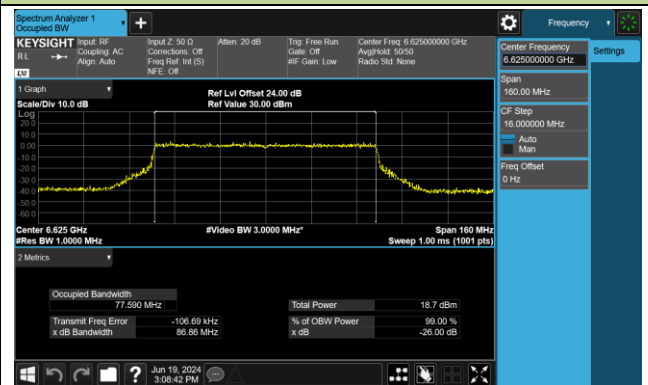 Spectrum Analyzer 1
Occupied BW
Frequency
KEYSIGHT
RL
LXI
Input: RF
Coupling: AC
Align: Auto
Input Z: 50 Ω
Corrections: Off
Freq Ref: Int (S)
NFE: Off
Atten: 20 dB
Trig: Free Run
Gate: Off
#IF Gain: Low
Center Freq: 6.625000000 GHz
Avg|Hold: 50/50
Radio Std: None
Center Frequency
6.625000000 GHz
Settings
Span
160.00 MHz
CF Step
16.000000 MHz
Auto
Man
Freq Offset
0 Hz
1 Graph
Scale/Div 10.0 dB
Ref Lvl Offset 24.00 dB
Ref Value 30.00 dBm
Log
20.0
10.0
0.00
-10.0
-20.0
-30.0
-40.0
-50.0
-60.0
Center 6.625 GHz
#Res BW 1.0000 MHz
#Video BW 3.0000 MHz*
Span 160 MHz
Sweep 1.00 ms (1001 pts)
2 Metrics
Occupied Bandwidth
77.590 MHz
Total Power 18.7 dBm
Transmit Freq Error -106.69 kHz
% of OBW Power 99.00 %
x dB Bandwidth 86.86 MHz
x dB -26.00 dB
?
Jun 19, 2024
3:08:42 PM